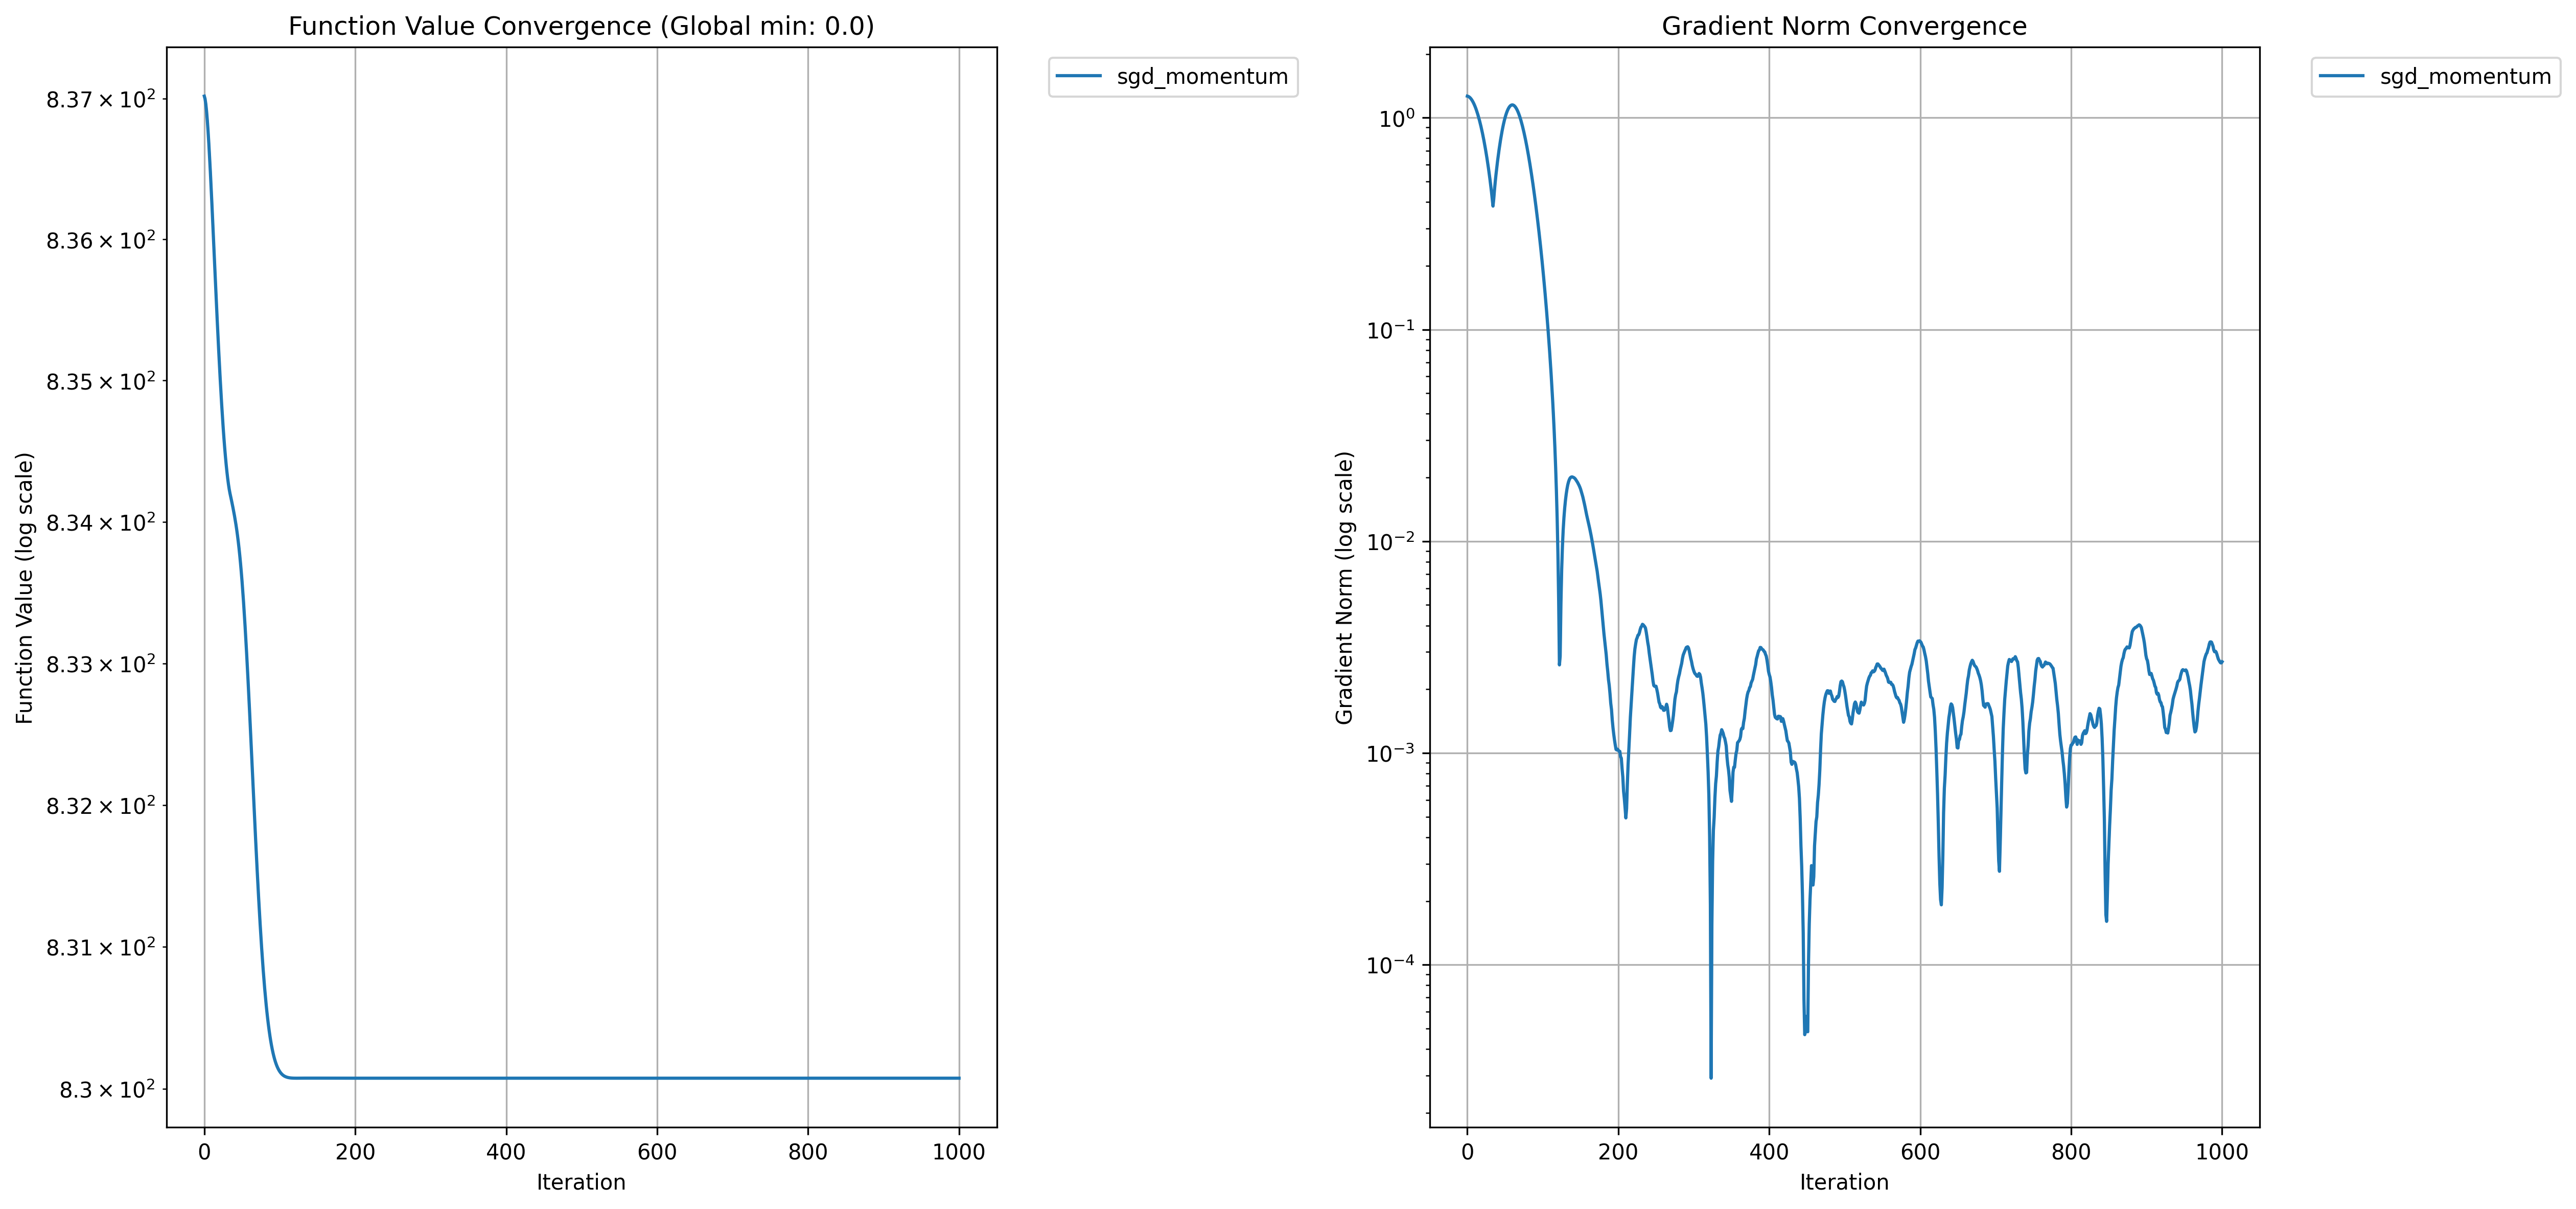 Function Value Convergence (Global min: 0.0)
Function Value (log scale)
8.37 × 10²
8.36 × 10²
8.35 × 10²
8.34 × 10²
8.33 × 10²
8.32 × 10²
8.31 × 10²
8.3 × 10²
0 200 400 600 800 1000
Iteration
sgd_momentum
Gradient Norm Convergence
Gradient Norm (log scale)
10⁰
10⁻¹
10⁻²
10⁻³
10⁻⁴
0 200 400 600 800 1000
Iteration
sgd_momentum